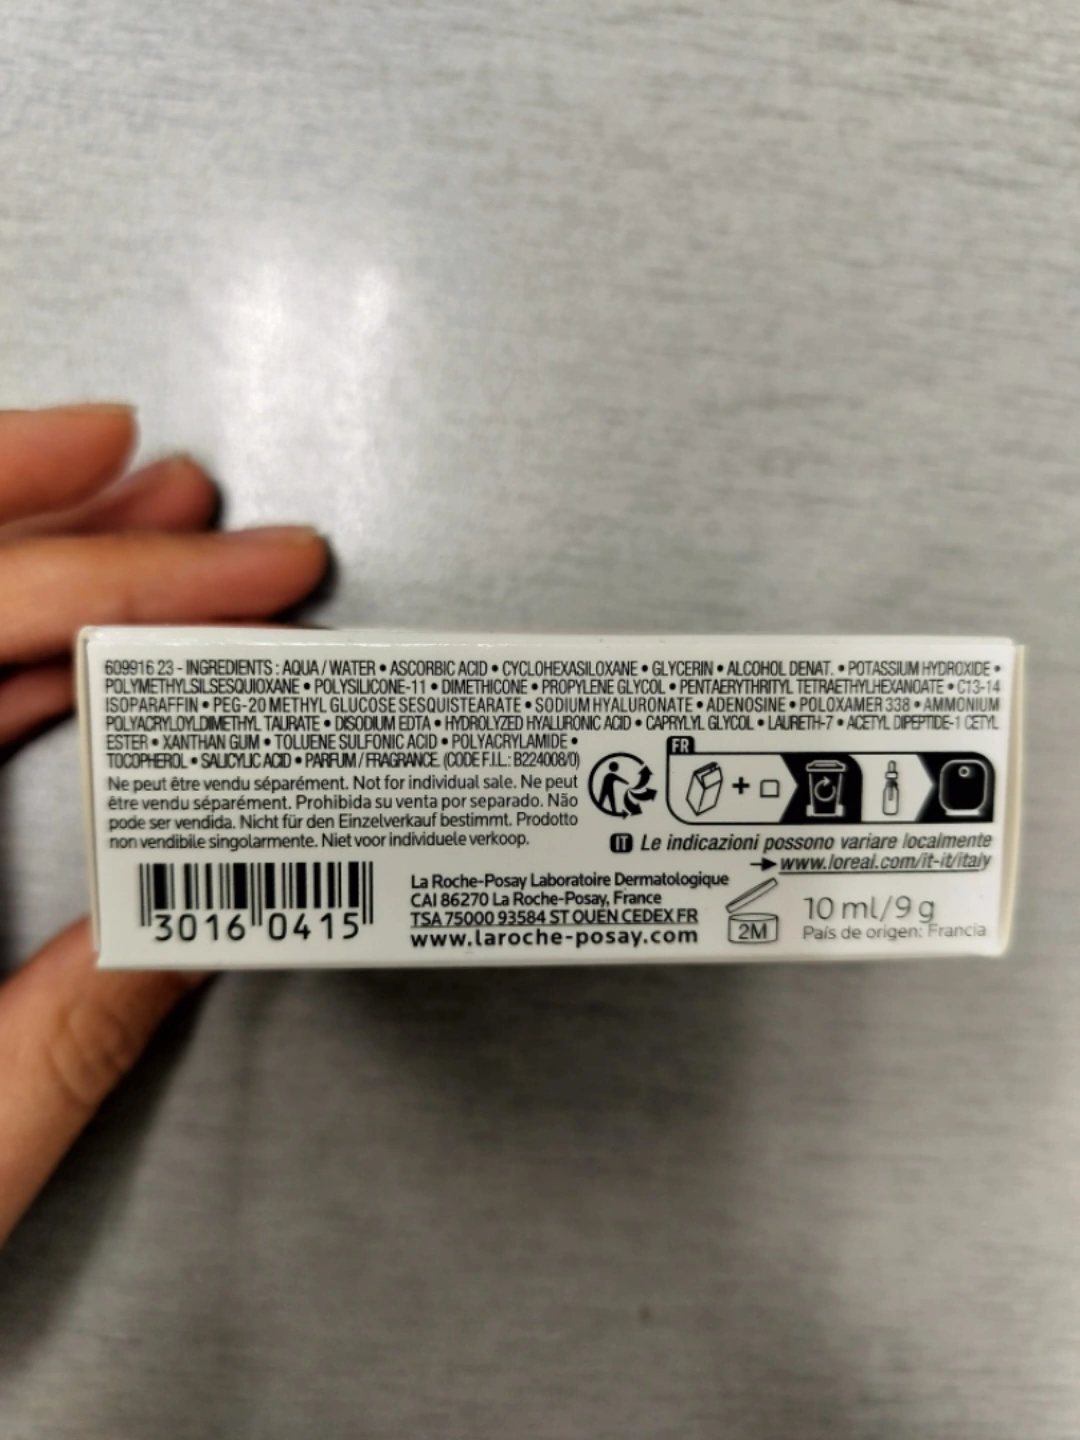 609916 23 - INGREDIENTS : AQUA / WATER • ASCORBIC ACID • CYCLOHEXASILOXANE • GLYCERIN • ALCOHOL DENAT. • POTASSIUM HYDROXIDE •
POLYMETHYLSILSESQUIOXANE • POLYSILICONE-11 • DIMETHICONE • PROPYLENE GLYCOL • PENTAERYTHRITYL TETRAETHYLHEXANOATE • C13-14
ISOPARAFFIN • PEG-20 METHYL GLUCOSE SESQUISTEARATE • SODIUM HYALURONATE • ADENOSINE • POLOXAMER 338 • AMMONIUM
POLYACRYLOYLDIMETHYL TAURATE • DISODIUM EDTA • HYDROLYZED HYALURONIC ACID • CAPRYLYL GLYCOL • LAURETH-7 • ACETYL DIPEPTIDE-1 CETYL
ESTER • XANTHAN GUM • TOLUENE SULFONIC ACID • POLYACRYLAMIDE •
TOCOPHEROL • SALICYLIC ACID • PARFUM / FRAGRANCE. (CODE F.I.L.: B224008/0)
Ne peut être vendu séparément. Not for individual sale. Ne peut
être vendu séparément. Prohibida su venta por separado. Não
pode ser vendida. Nicht für den Einzelverkauf bestimmt. Prodotto
non vendibile singolarmente. Niet voor individuele verkoop.
FR
+
IT Le indicazioni possono variare localmente
www.loreal.com/it-it/italy
3016 0415
La Roche-Posay Laboratoire Dermatologique
CAI 86270 La Roche-Posay, France
TSA 75000 93584 ST OUEN CEDEX FR
www.laroche-posay.com
2M
10 ml/9 g
País de origen: Francia